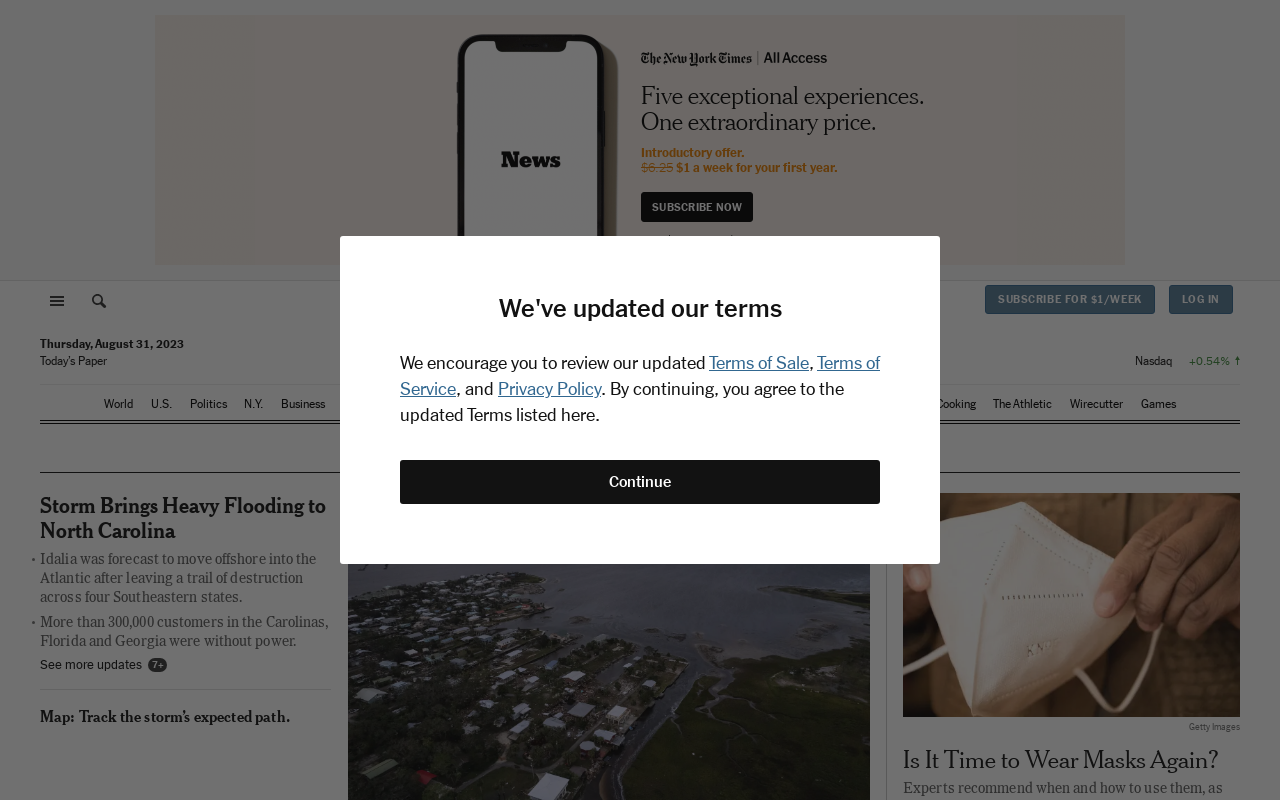 The New York Times | All Access
Five exceptional experiences.
One extraordinary price.
Introductory offer.
$6.25 $1 a week for your first year.
News
SUBSCRIBE NOW
We've updated our terms
We encourage you to review our updated Terms of Sale, Terms of
Service, and Privacy Policy. By continuing, you agree to the
updated Terms listed here.
Continue
SUBSCRIBE FOR $1/WEEK
LOG IN
Thursday, August 31, 2023
Today's Paper
Nasdaq +0.54% ↑
World U.S. Politics N.Y. Business
Cooking The Athletic Wirecutter Games
Storm Brings Heavy Flooding to
North Carolina
• Idalia was forecast to move offshore into the
Atlantic after leaving a trail of destruction
across four Southeastern states.
• More than 300,000 customers in the Carolinas,
Florida and Georgia were without power.
See more updates 7+
Map: Track the storm's expected path.
Getty Images
Is It Time to Wear Masks Again?
Experts recommend when and how to use them, as